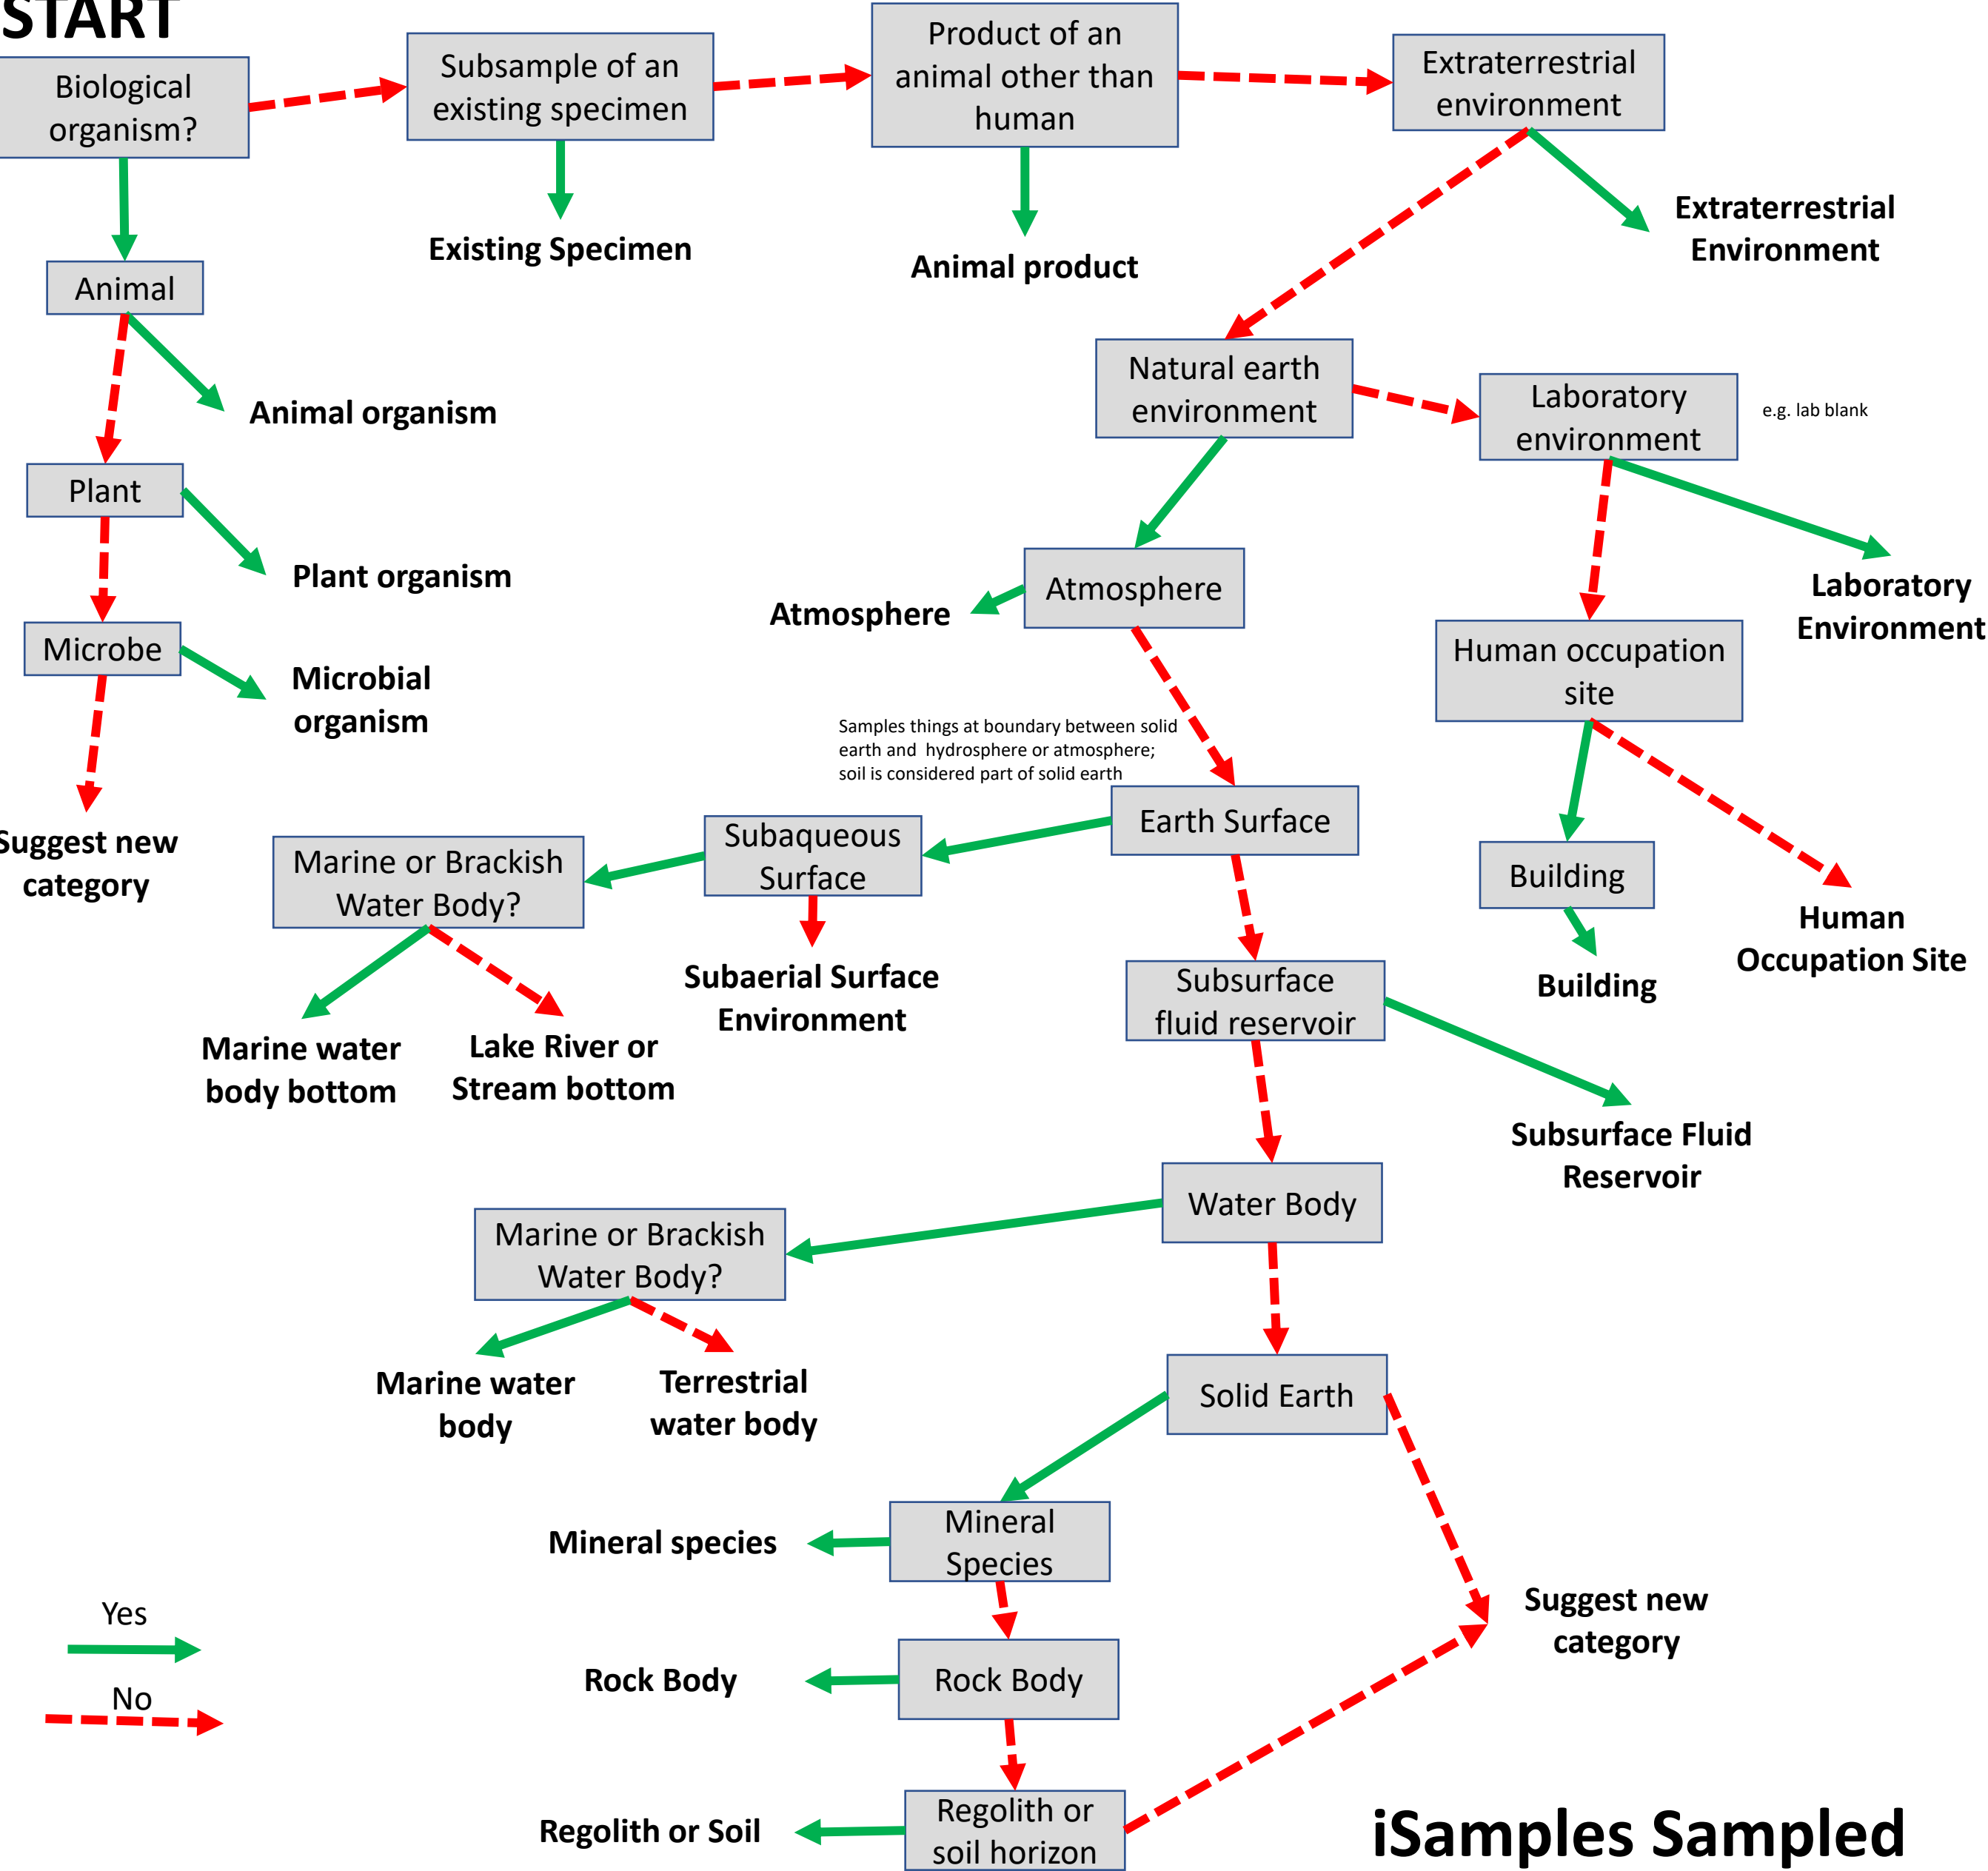 START
Biological
organism?
Subsample of an
existing specimen
Product of an
animal other than
human
Extraterrestrial
environment
Existing Specimen
Animal product
Extraterrestrial
Environment
Animal
Animal organism
Natural earth
environment
Laboratory
environment
e.g. lab blank
Plant
Plant organism
Atmosphere
Atmosphere
Laboratory
Environment
Microbe
Microbial
organism
Human occupation
site
Samples things at boundary between solid
earth and hydrosphere or atmosphere;
soil is considered part of solid earth
Suggest new
category
Marine or Brackish
Water Body?
Subaqueous
Surface
Earth Surface
Building
Human
Occupation Site
Building
Subaerial Surface
Environment
Subsurface
fluid reservoir
Marine water
body bottom
Lake River or
Stream bottom
Subsurface Fluid
Reservoir
Water Body
Marine or Brackish
Water Body?
Marine water
body
Terrestrial
water body
Solid Earth
Mineral species
Mineral
Species
Suggest new
category
Yes
No
Rock Body
Rock Body
Regolith or Soil
Regolith or
soil horizon
iSamples Sampled